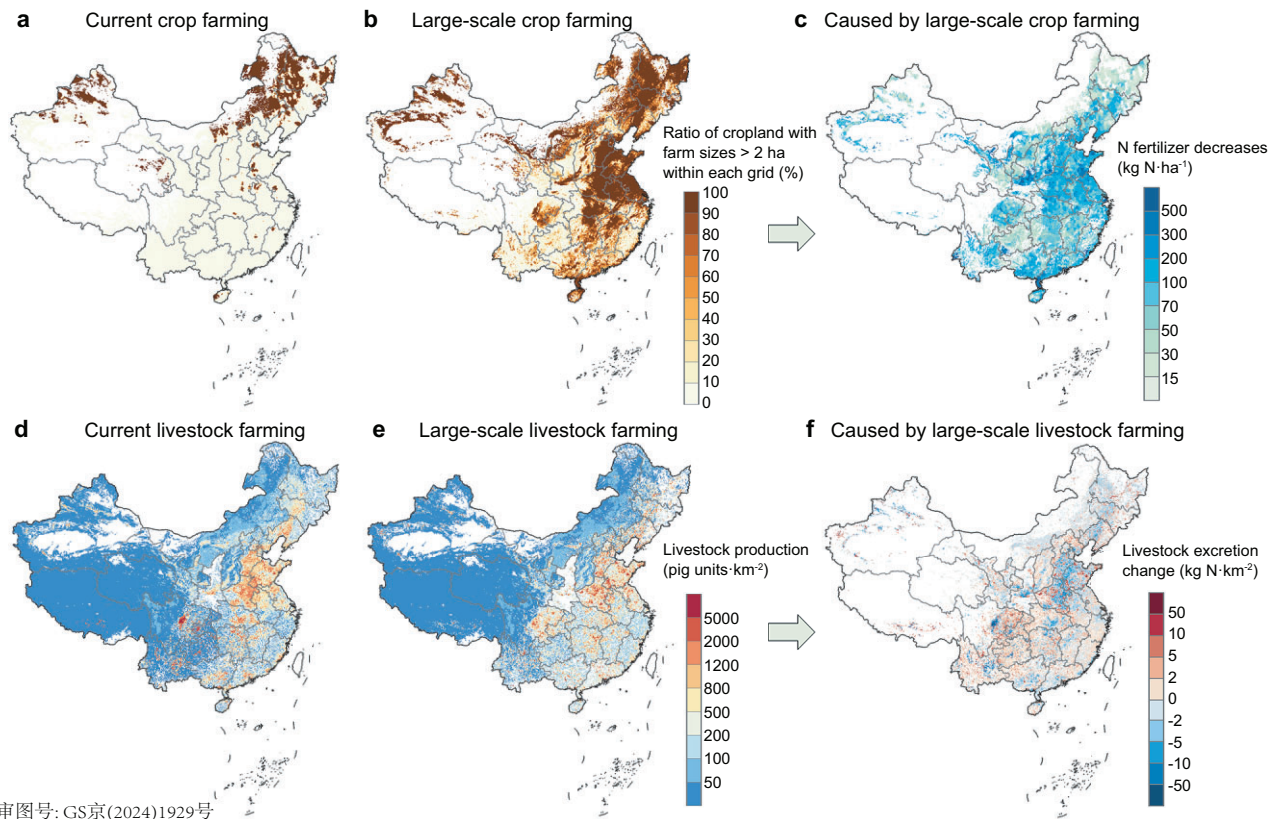 a Current crop farming
b Large-scale crop farming
c Caused by large-scale crop farming
Ratio of cropland with
farm sizes > 2 ha
within each grid (%)
100
90
80
70
60
50
40
30
20
10
0
N fertilizer decreases
(kg N·ha⁻¹)
500
300
200
100
70
50
30
15
d Current livestock farming
e Large-scale livestock farming
f Caused by large-scale livestock farming
Livestock production
(pig units·km⁻²)
5000
2000
1200
800
500
200
100
50
Livestock excretion
change (kg N·km⁻²)
50
10
5
2
0
-2
-5
-10
-50
审图号: GS京(2024)1929号